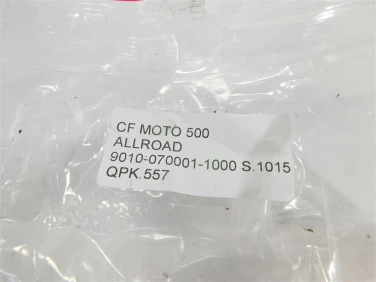 CF MOTO 500
ALLROAD
9010-070001-1000 S.1015
QPK.557